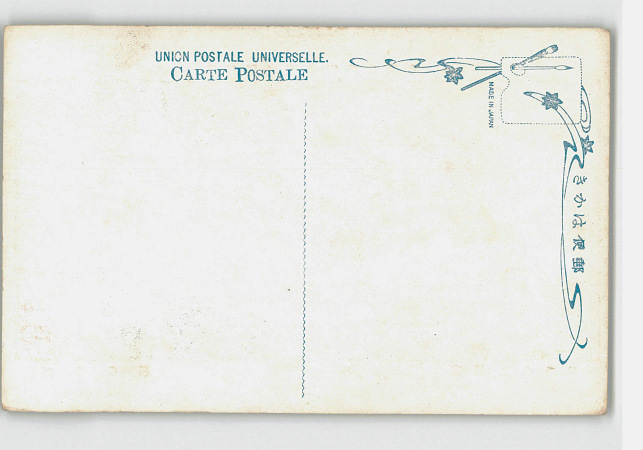 UNION POSTALE UNIVERSELLE.
CARTE POSTALE
MADE IN JAPAN
きかは便郵